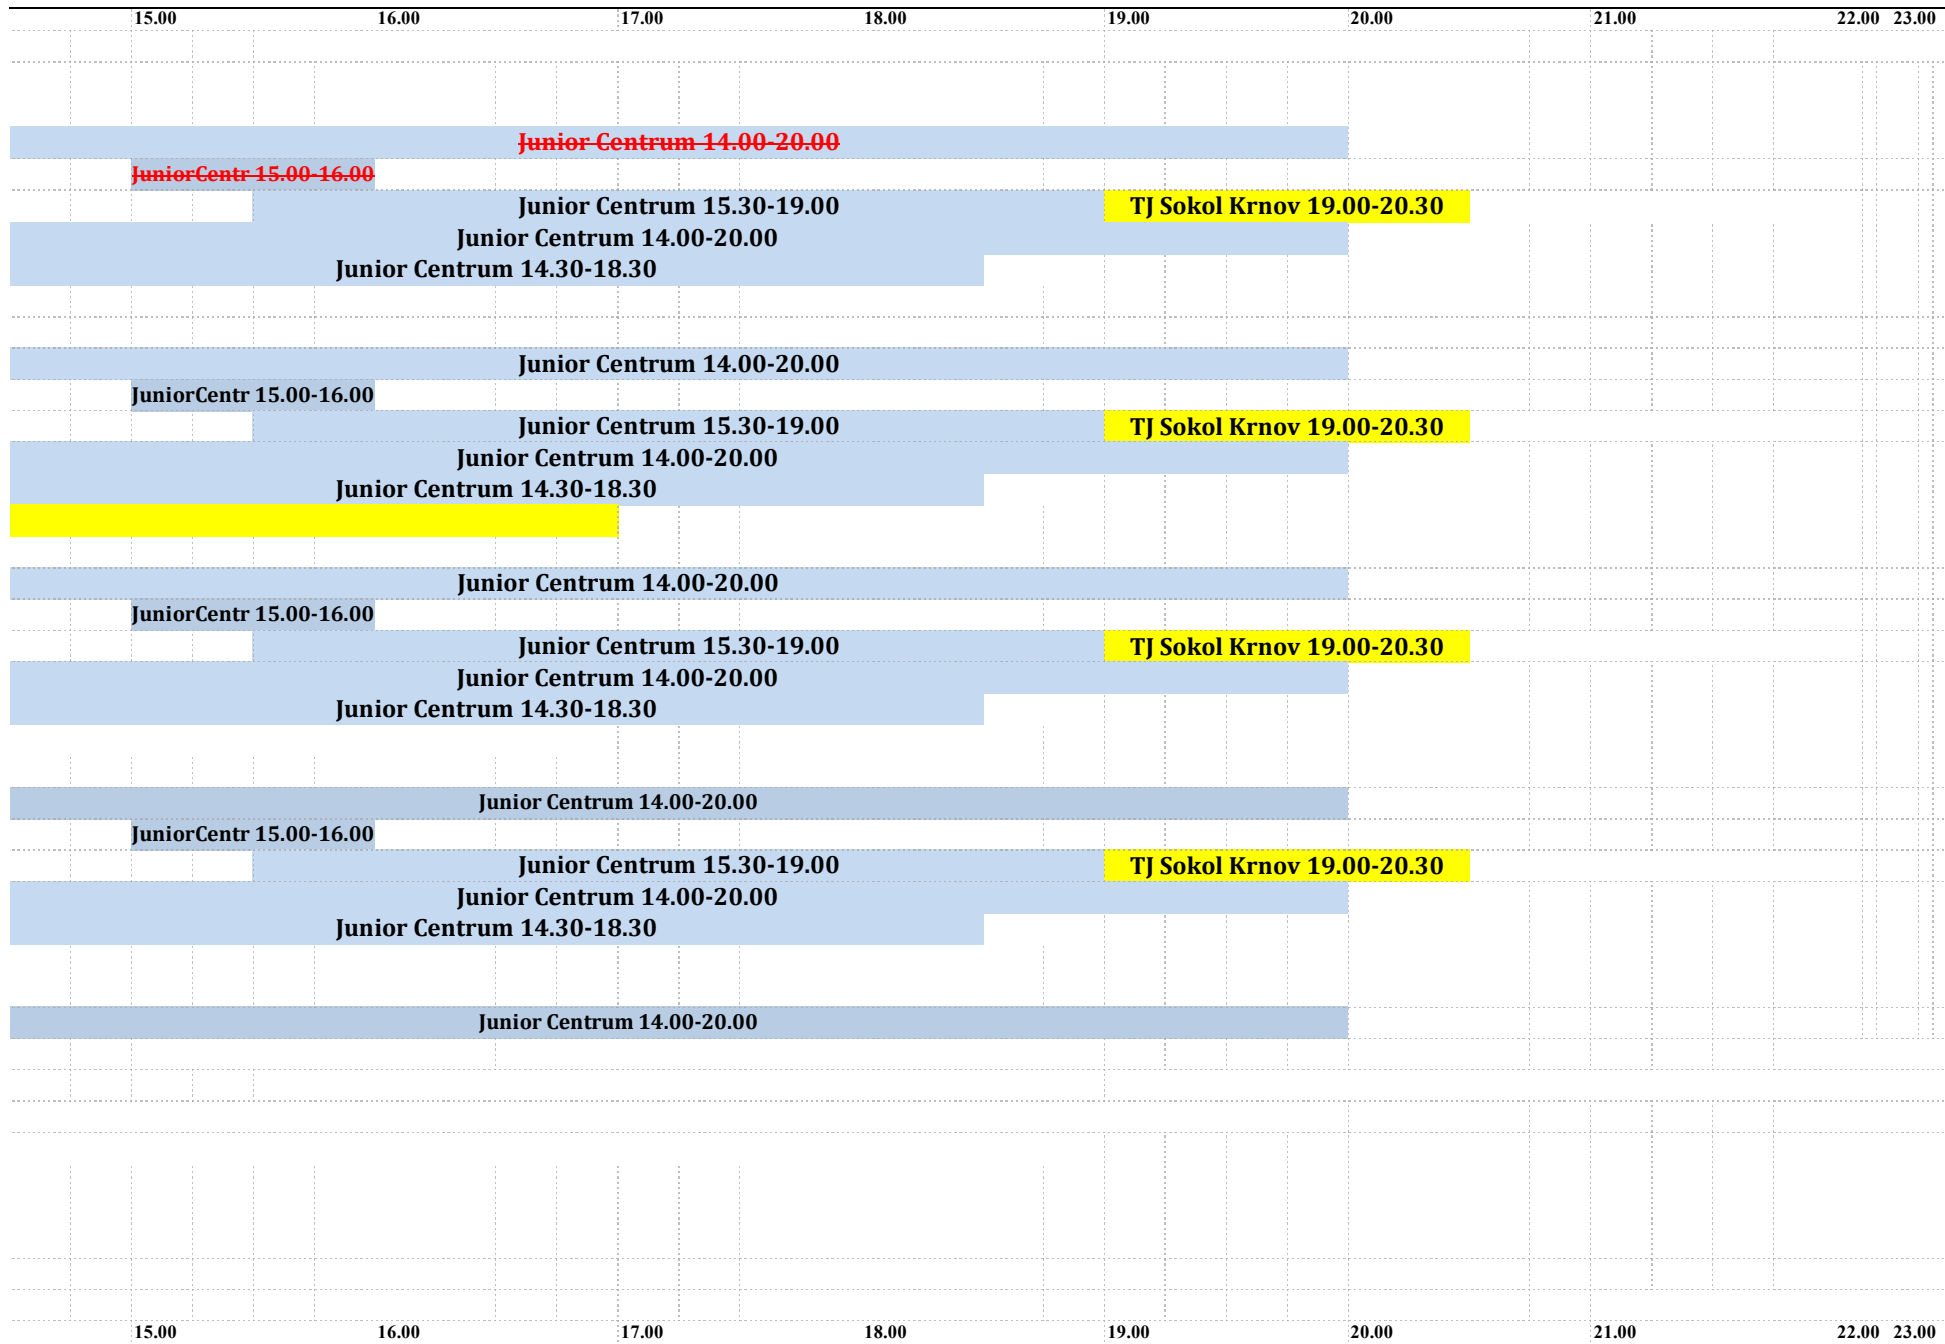 15.00 16.00 17.00 18.00 19.00 20.00 21.00 22.00 23.00
Junior Centrum 14.00-20.00
JuniorCentr 15.00-16.00
Junior Centrum 15.30-19.00 TJ Sokol Krnov 19.00-20.30
Junior Centrum 14.00-20.00
Junior Centrum 14.30-18.30
Junior Centrum 14.00-20.00
JuniorCentr 15.00-16.00
Junior Centrum 15.30-19.00 TJ Sokol Krnov 19.00-20.30
Junior Centrum 14.00-20.00
Junior Centrum 14.30-18.30
Junior Centrum 14.00-20.00
JuniorCentr 15.00-16.00
Junior Centrum 15.30-19.00 TJ Sokol Krnov 19.00-20.30
Junior Centrum 14.00-20.00
Junior Centrum 14.30-18.30
Junior Centrum 14.00-20.00
JuniorCentr 15.00-16.00
Junior Centrum 15.30-19.00 TJ Sokol Krnov 19.00-20.30
Junior Centrum 14.00-20.00
Junior Centrum 14.30-18.30
Junior Centrum 14.00-20.00
15.00 16.00 17.00 18.00 19.00 20.00 21.00 22.00 23.00